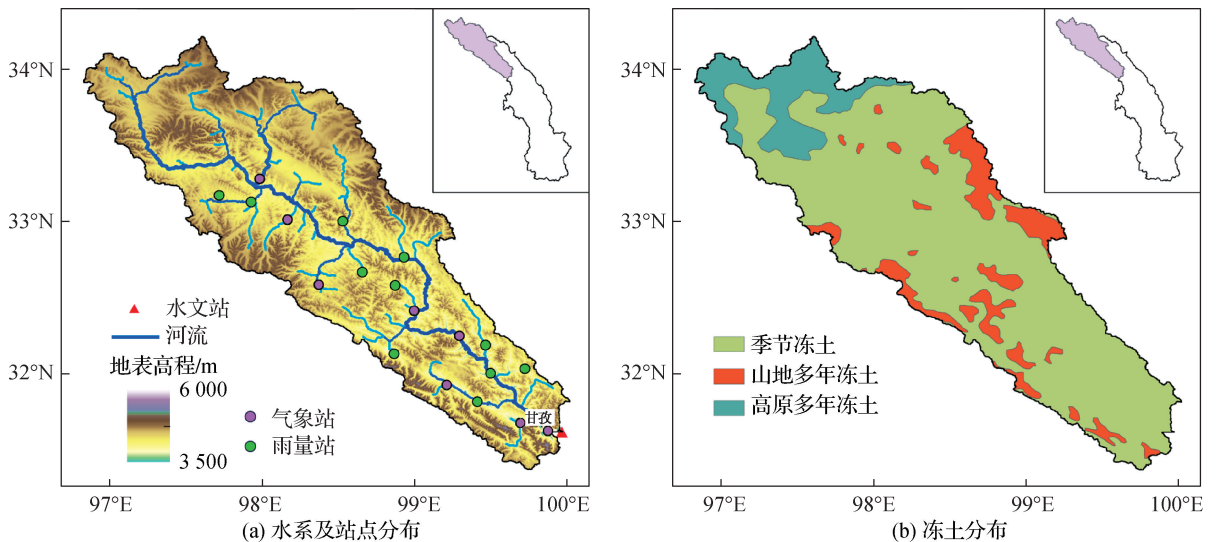 34°N
33°N
32°N
水文站
河流
地表高程/m
6 000
3 500
气象站
雨量站
甘孜
97°E
98°E
99°E
100°E
(a) 水系及站点分布
34°N
33°N
32°N
季节冻土
山地多年冻土
高原多年冻土
97°E
98°E
99°E
100°E
(b) 冻土分布